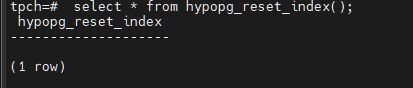 tpch=#  select * from hypopg_reset_index();
 hypopg_reset_index
--------------------

(1 row)